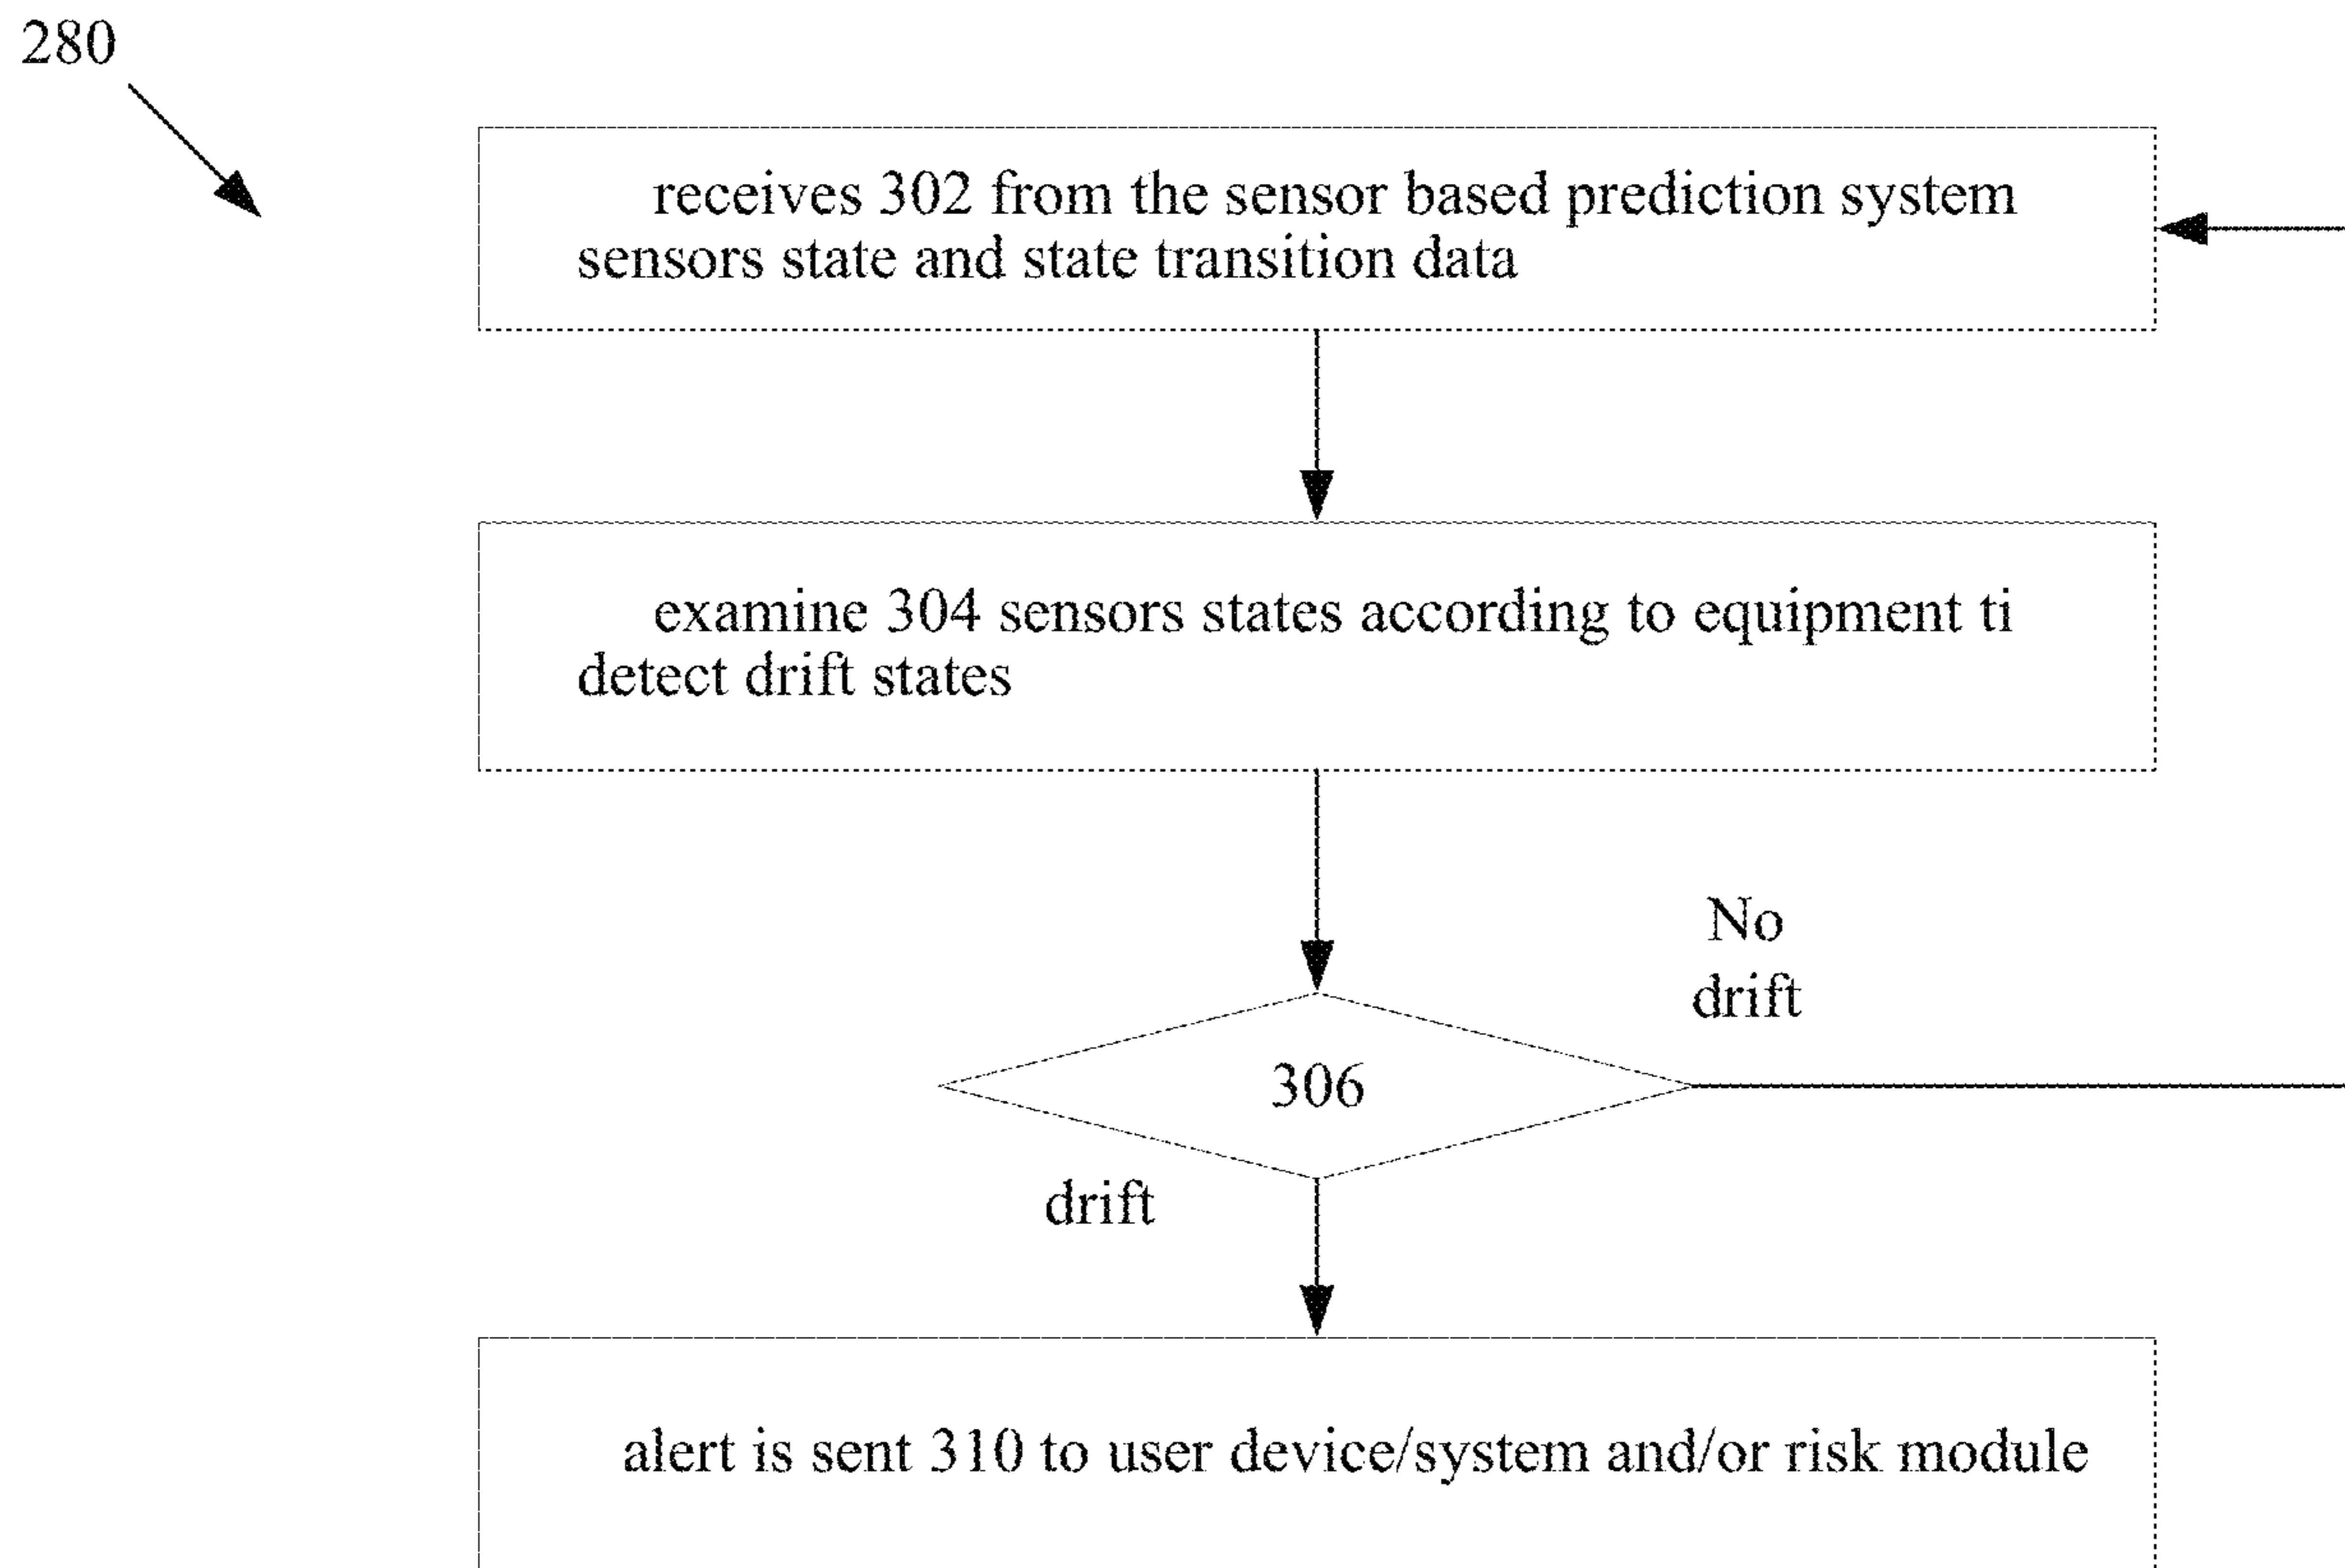 280
receives 302 from the sensor based prediction system
sensors state and state transition data
examine 304 sensors states according to equipment ti
detect drift states
No
drift
306
drift
alert is sent 310 to user device/system and/or risk module